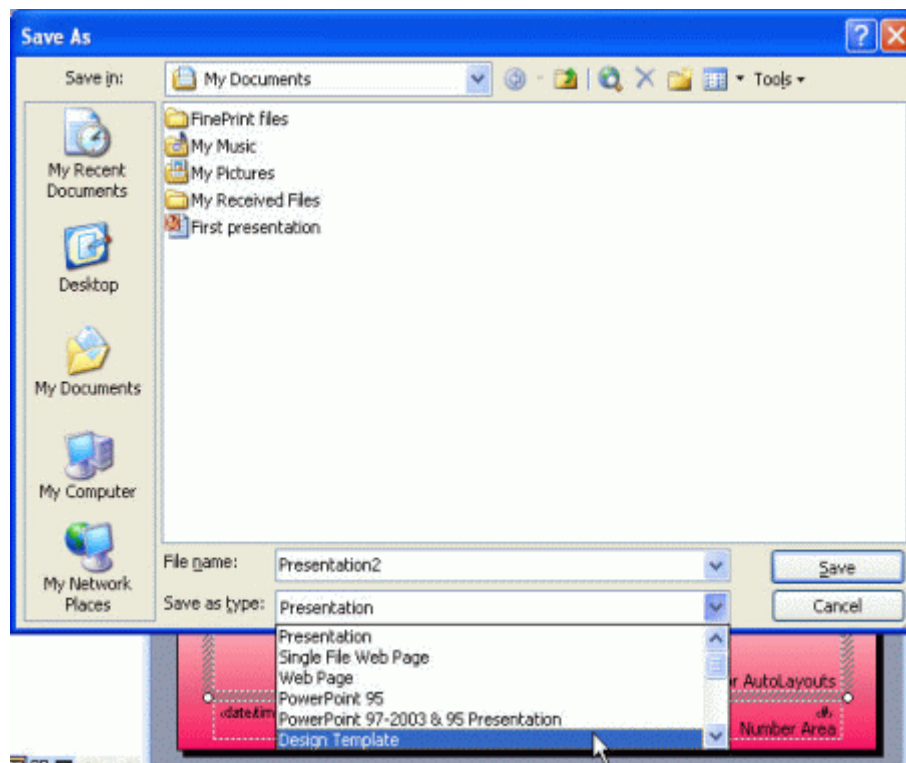 Save As
Save in: My Documents Tools
My Recent
Documents
Desktop
My Documents
My Computer
My Network
Places
FinePrint files
My Music
My Pictures
My Received Files
First presentation
File name: Presentation2 Save
Save as type: Presentation Cancel
Presentation
Single File Web Page
Web Page
PowerPoint 95
PowerPoint 97-2003 & 95 Presentation
Design Template
AutoLayouts
<#>
Number Area